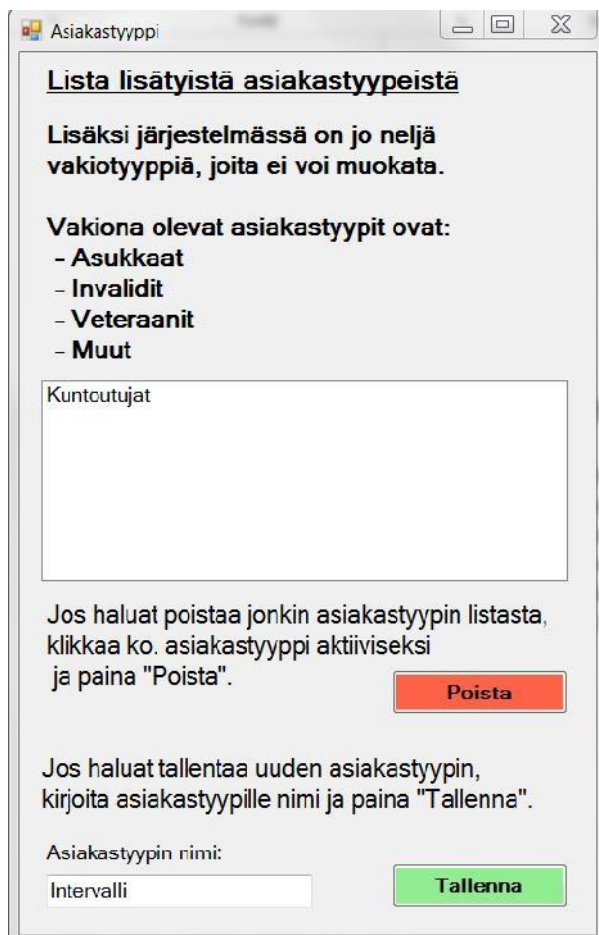 Asiakastyyppi
Lista lisätyistä asiakastyypeistä
Lisäksi järjestelmässä on jo neljä
vakiotyyppiä, joita ei voi muokata.
Vakiona olevat asiakastyypit ovat:
- Asukkaat
- Invalidit
- Veteraanit
- Muut
Kuntoutujat
Jos haluat poistaa jonkin asiakastyypin listasta,
klikkaa ko. asiakastyyppi aktiiviseksi
ja paina "Poista".
Poista
Jos haluat tallentaa uuden asiakastyypin,
kirjoita asiakastyypille nimi ja paina "Tallenna".
Asiakastyypin nimi:
Intervalli
Tallenna